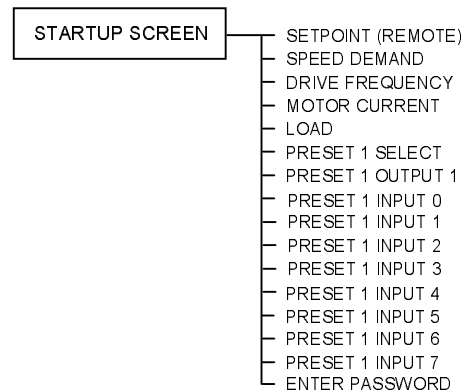 STARTUP SCREEN
SETPOINT (REMOTE)
SPEED DEMAND
DRIVE FREQUENCY
MOTOR CURRENT
LOAD
PRESET 1 SELECT
PRESET 1 OUTPUT 1
PRESET 1 INPUT 0
PRESET 1 INPUT 1
PRESET 1 INPUT 2
PRESET 1 INPUT 3
PRESET 1 INPUT 4
PRESET 1 INPUT 5
PRESET 1 INPUT 6
PRESET 1 INPUT 7
ENTER PASSWORD